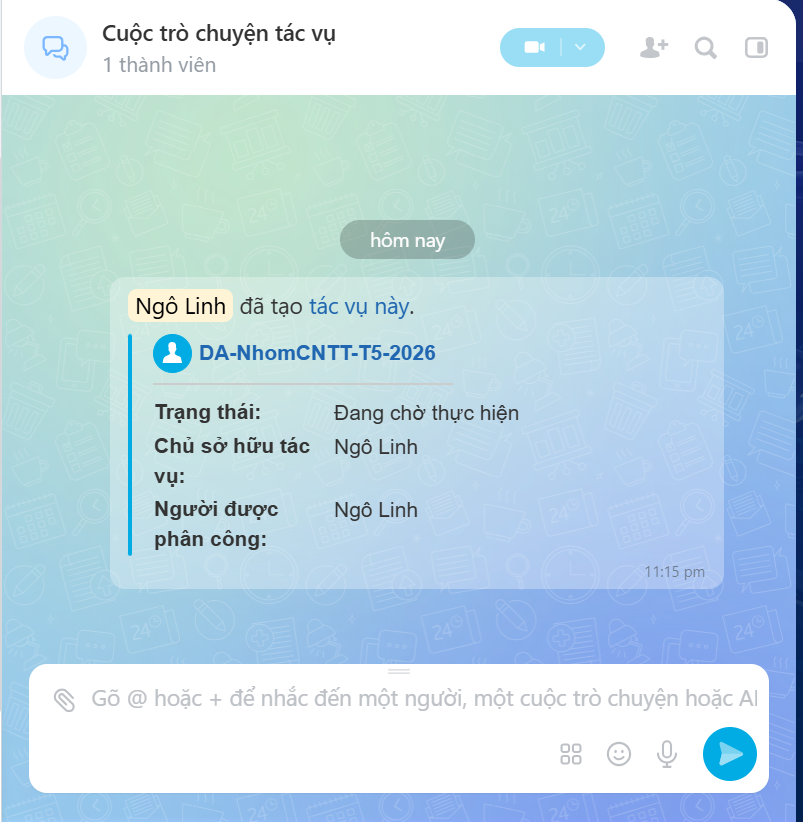 Cuộc trò chuyện tác vụ
1 thành viên
hôm nay
Ngô Linh đã tạo tác vụ này.
DA-NhomCNTT-T5-2026
Trạng thái: Đang chờ thực hiện
Chủ sở hữu tác Ngô Linh
vụ:
Người được Ngô Linh
phân công:
11:15 pm
Gõ @ hoặc + để nhắc đến một người, một cuộc trò chuyện hoặc AI